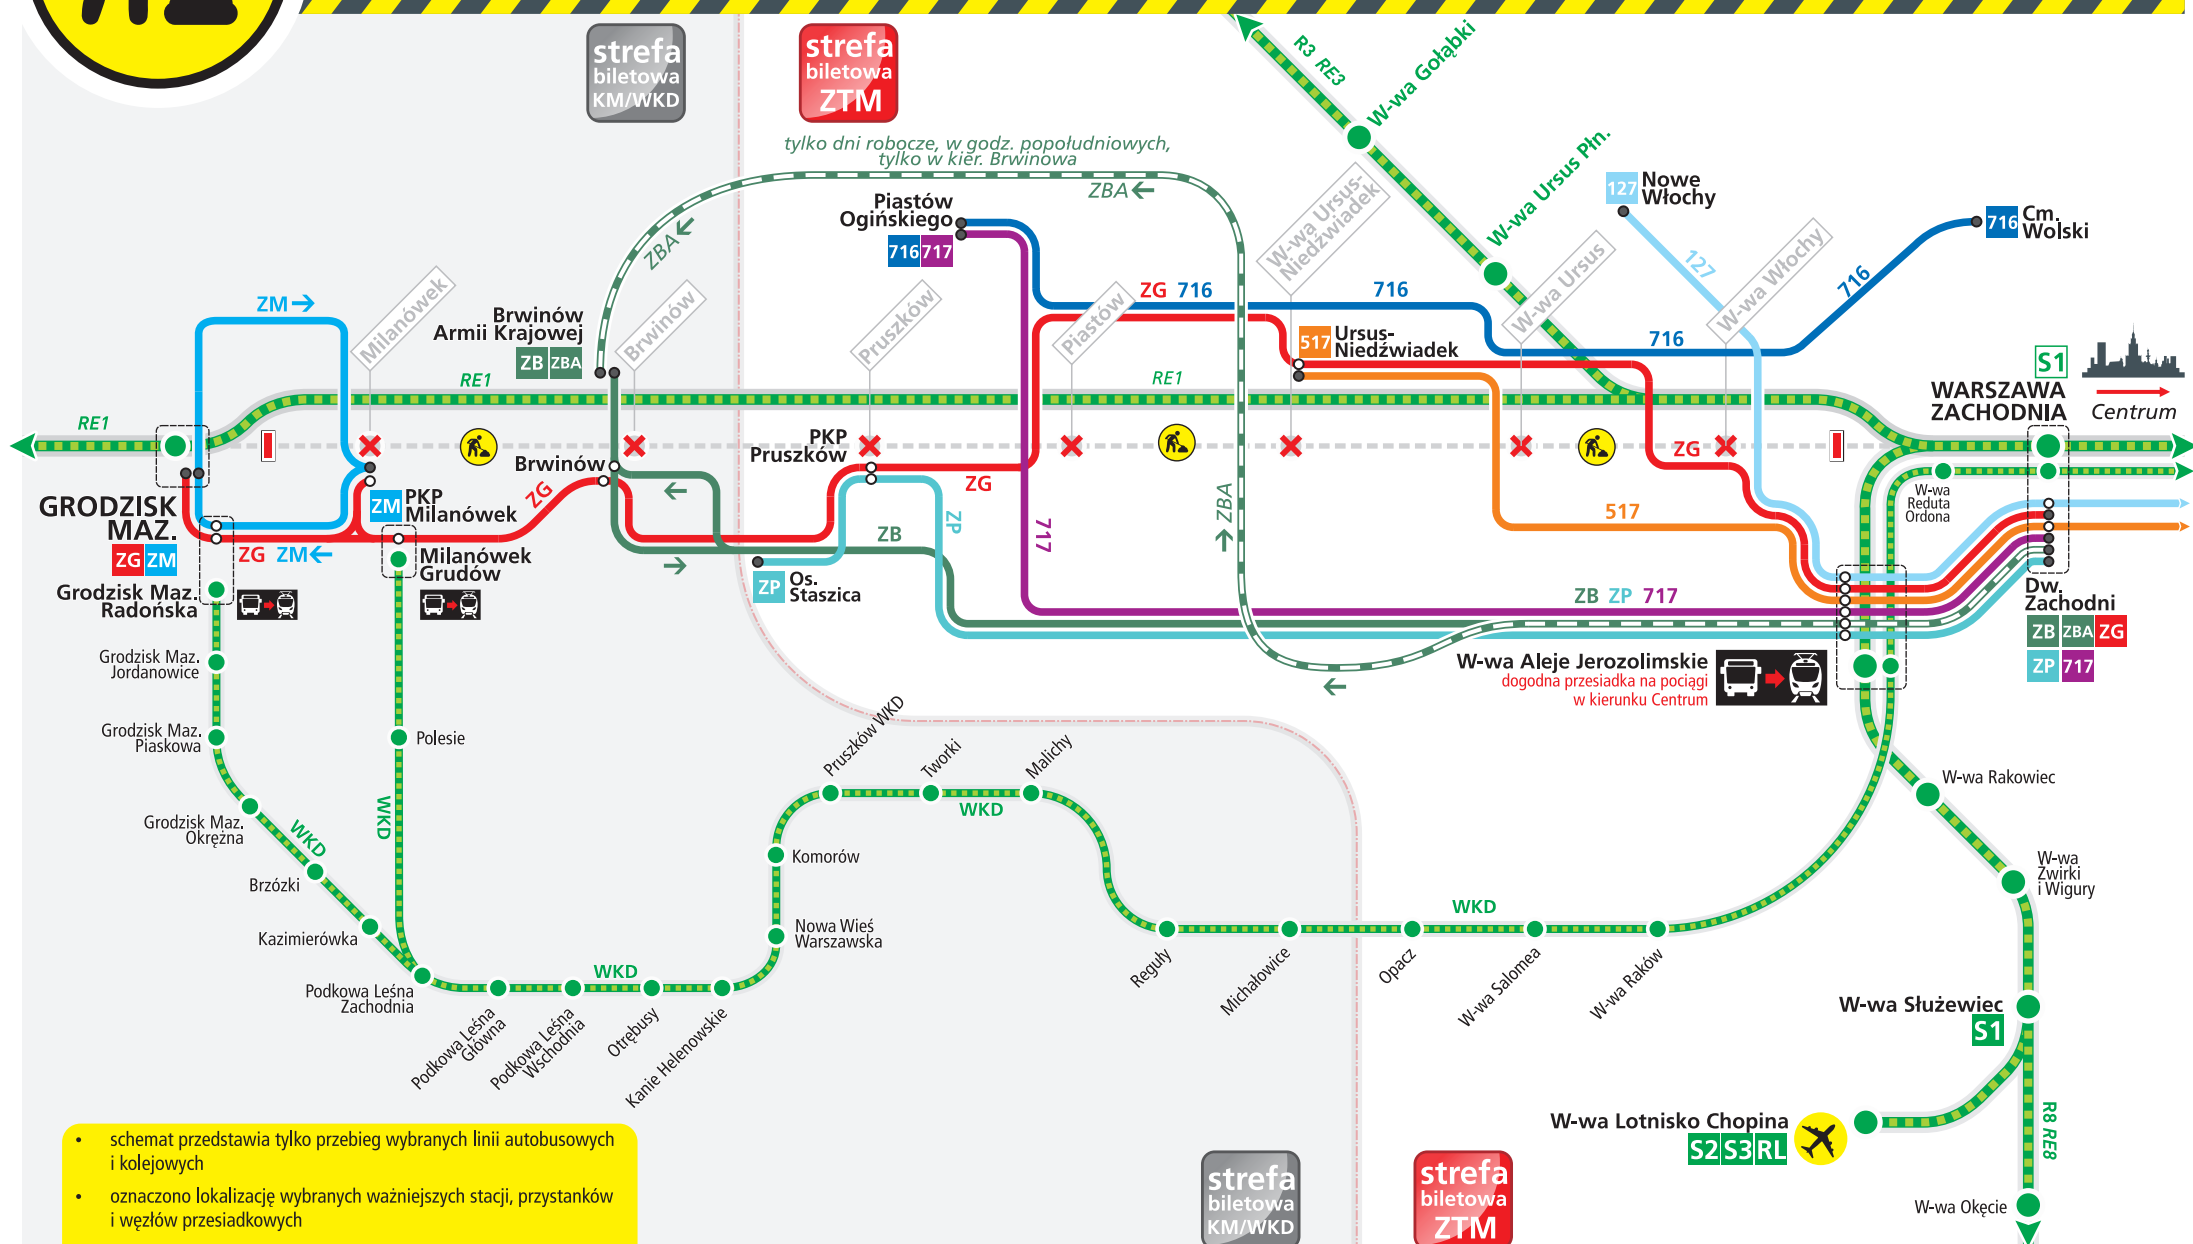 strefa
biletowa
KM/WKD
strefa
biletowa
ZTM
R3 RE3
W-wa Gołąbki
tylko dni robocze, w godz. popołudniowych,
tylko w kier. Brwinowa
ZBA
ZBA
Piastów
Ogińskiego
716 717
W-wa Ursus-
Niedźwiadek
W-wa Ursus Płn.
127 Nowe
Włochy
127
716 Cm.
Wolski
716
ZM
Milanówek
Brwinów
Armii Krajowej
ZB ZBA
Brwinów
Pruszków
Piastów
ZG 716
716
W-wa Ursus
W-wa Włochy
517 Ursus-
Niedźwiadek
716
RE1
RE1
RE1
S1
WARSZAWA
ZACHODNIA
Centrum
PKP
Pruszków
Brwinów
ZG
ZG
ZG
GRODZISK
MAZ.
ZG ZM
ZM PKP
Milanówek
ZG ZM
Milanówek
Grudów
ZP
ZB
717
ZBA
517
W-wa
Reduta
Ordona
ZP Os.
Staszica
ZB ZP 717
Dw.
Zachodni
ZB ZBA ZG
ZP 717
Grodzisk Maz.
Radońska
W-wa Aleje Jerozolimskie
dogodna przesiadka na pociągi
w kierunku Centrum
Grodzisk Maz.
Jordanowice
Grodzisk Maz.
Piaskowa
Polesie
Grodzisk Maz.
Okrężna
WKD
WKD
Brzózki
Kazimierówka
Podkowa Leśna
Zachodnia
Podkowa Leśna
Główna
Podkowa Leśna
Wschodnia
WKD
Otrębusy
Kanie Helenowskie
Nowa Wieś
Warszawska
Komorów
Pruszków WKD
Tworki
WKD
Malichy
Reguły
Michałowice
Opacz
WKD
W-wa Salomea
W-wa Raków
W-wa Rakowiec
W-wa
Żwirki
i Wigury
W-wa Służewiec
S1
W-wa Lotnisko Chopina
S2 S3 RL
R8 RE8
W-wa Okęcie
strefa
biletowa
KM/WKD
strefa
biletowa
ZTM
• schemat przedstawia tylko przebieg wybranych linii autobusowych
i kolejowych
• oznaczono lokalizację wybranych ważniejszych stacji, przystanków
i węzłów przesiadkowych